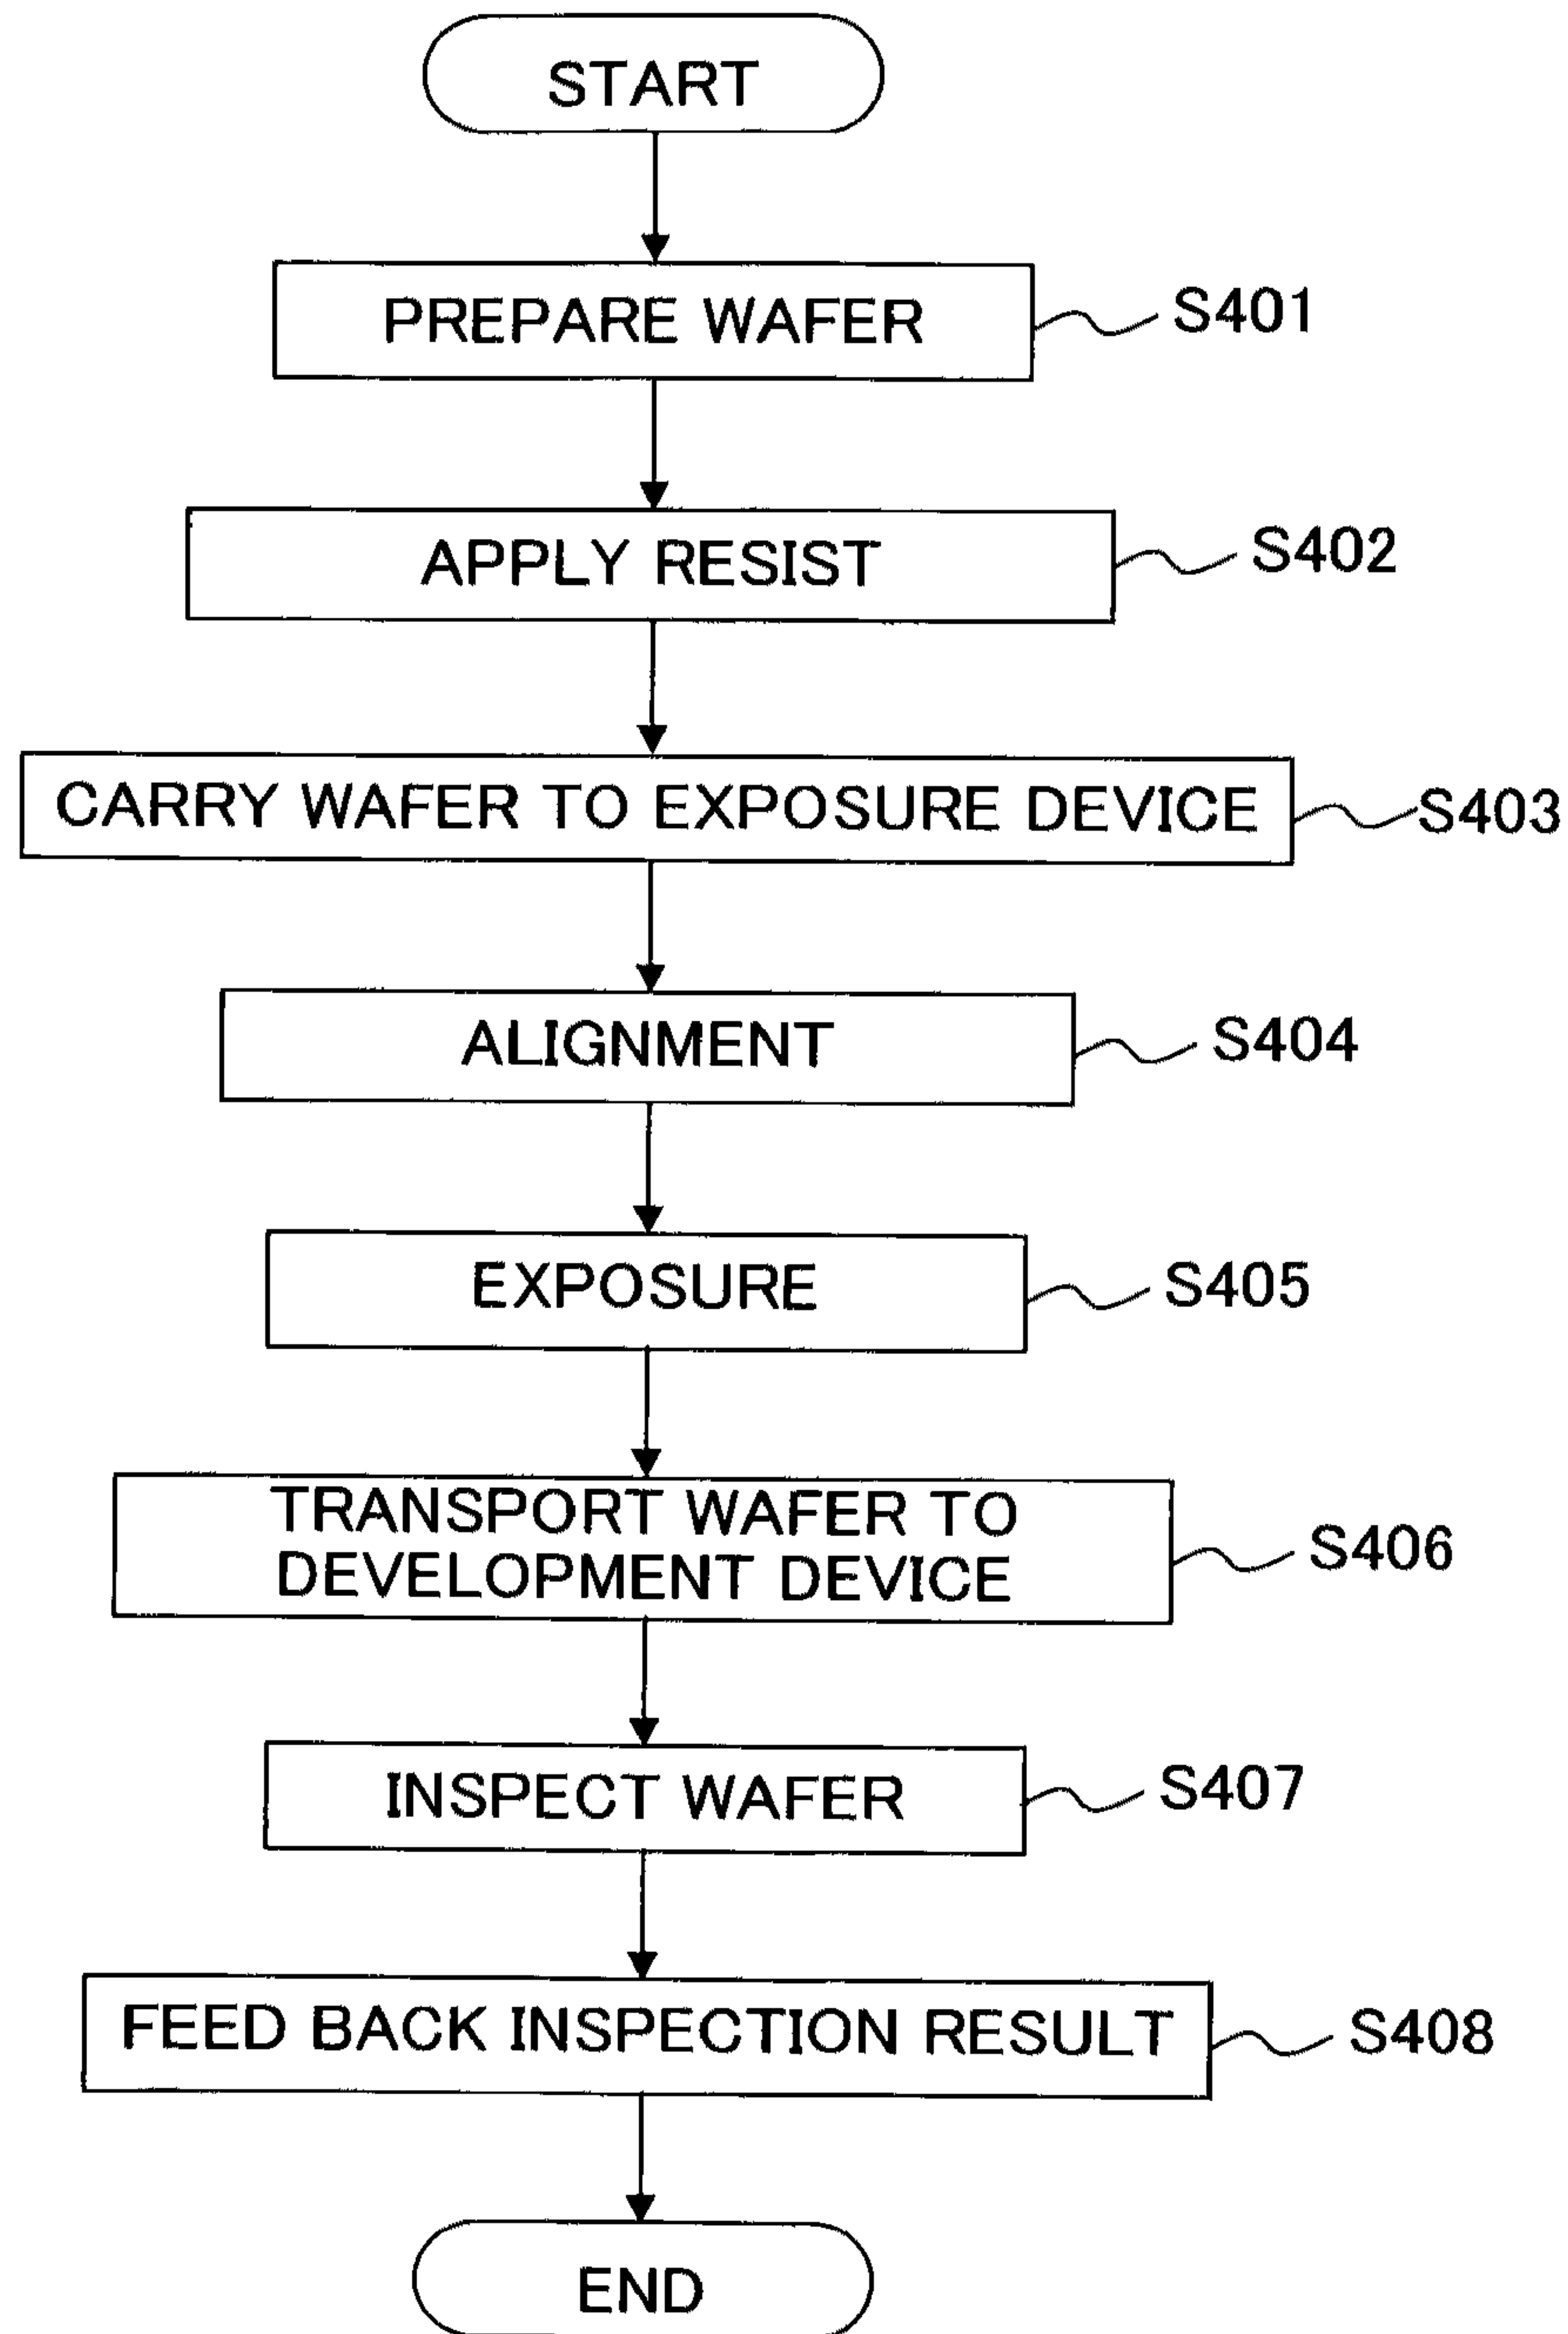 START
PREPARE WAFER
S401
APPLY RESIST
S402
CARRY WAFER TO EXPOSURE DEVICE
S403
ALIGNMENT
S404
EXPOSURE
S405
TRANSPORT WAFER TO
DEVELOPMENT DEVICE
S406
INSPECT WAFER
S407
FEED BACK INSPECTION RESULT
S408
END